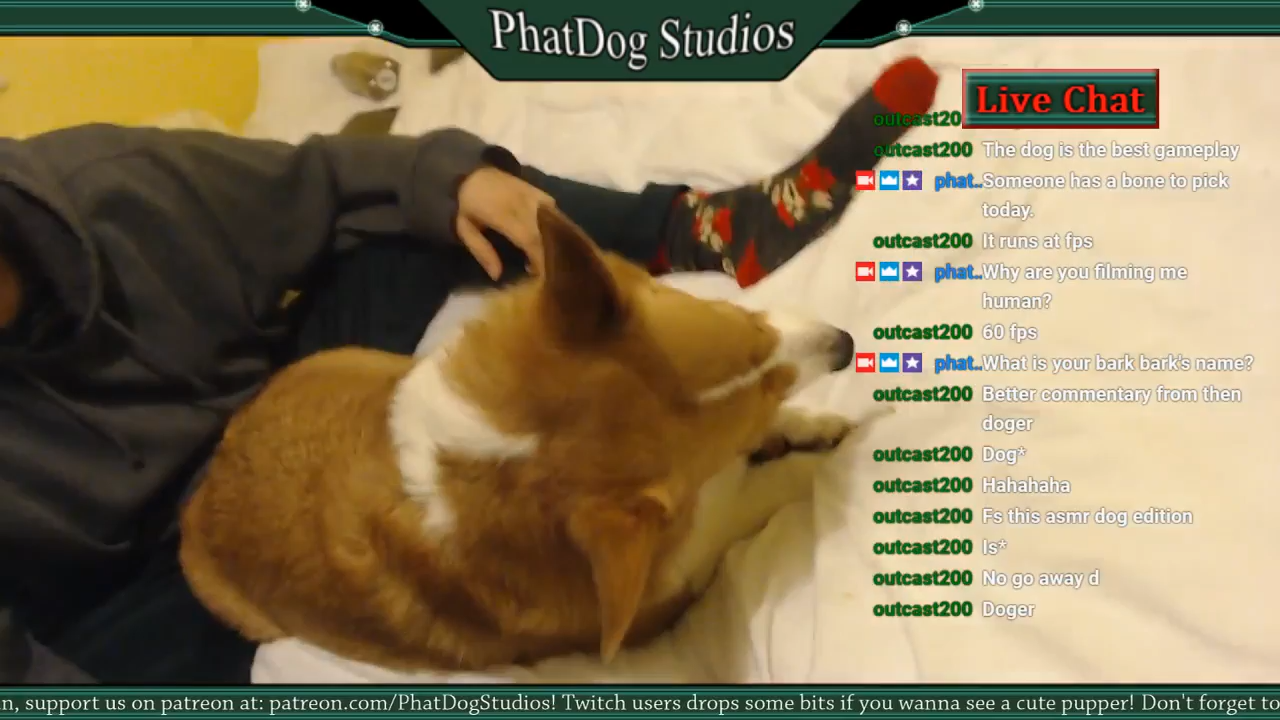 PhatDog Studios
Live Chat
outcast20
outcast200 The dog is the best gameplay
phat.. Someone has a bone to pick
today.
outcast200 It runs at fps
phat.. Why are you filming me
human?
outcast200 60 fps
phat.. What is your bark bark's name?
outcast200 Better commentary from then
doger
outcast200 Dog*
outcast200 Hahahaha
outcast200 Fs this asmr dog edition
outcast200 Is*
outcast200 No go away d
outcast200 Doger
n, support us on patreon at: patreon.com/PhatDogStudios! Twitch users drops some bits if you wanna see a cute pupper! Don't forget to